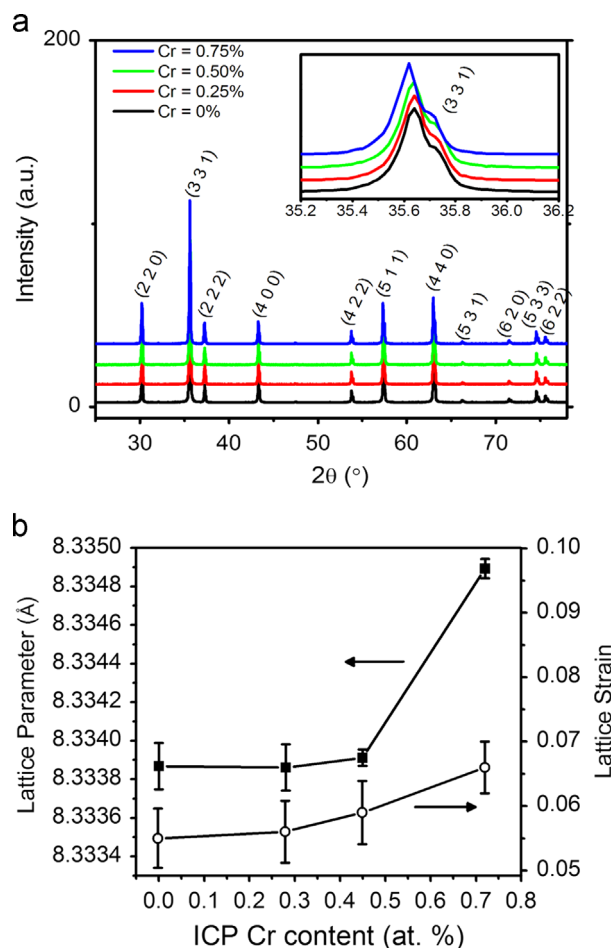 a
200
Cr = 0.75%
Cr = 0.50%
Cr = 0.25%
Cr = 0%
(3 3 1)
35.2 35.4 35.6 35.8 36.0 36.2
Intensity (a.u.)
(2 2 0)
(3 3 1)
(2 2 2)
(4 0 0)
(4 2 2)
(5 1 1)
(4 4 0)
(5 3 1)
(6 2 0)
(5 3 3)
(6 2 2)
0
30 40 50 60 70
2θ (°)
b
8.3350
8.3348
8.3346
8.3344
8.3342
8.3340
8.3338
8.3336
8.3334
Lattice Parameter (Å)
0.10
0.09
0.08
0.07
0.06
0.05
Lattice Strain
0.0 0.1 0.2 0.3 0.4 0.5 0.6 0.7 0.8
ICP Cr content (at. %)